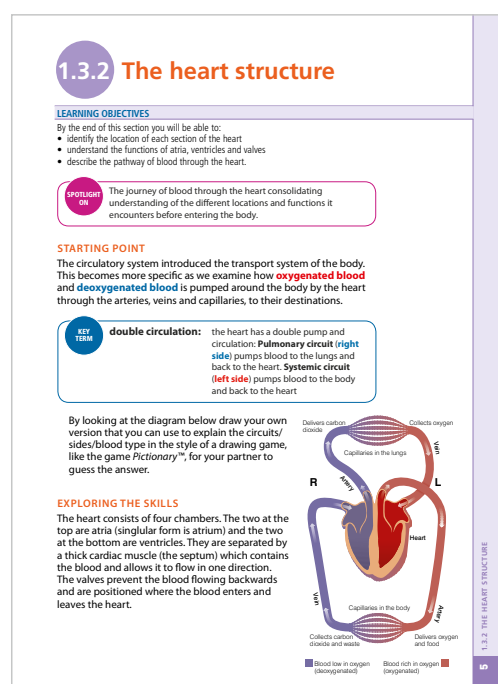 1.3.2 The heart structure
LEARNING OBJECTIVES
By the end of this section you will be able to:
• identify the location of each section of the heart
• understand the functions of atria, ventricles and valves
• describe the pathway of blood through the heart.
SPOTLIGHT
ON
The journey of blood through the heart consolidating
understanding of the different locations and functions it
encounters before entering the body.
STARTING POINT
The circulatory system introduced the transport system of the body.
This becomes more specific as we examine how oxygenated blood
and deoxygenated blood is pumped around the body by the heart
through the arteries, veins and capillaries, to their destinations.
KEY
TERM
double circulation:
the heart has a double pump and
circulation: Pulmonary circuit (right
side) pumps blood to the lungs and
back to the heart. Systemic circuit
(left side) pumps blood to the body
and back to the heart
By looking at the diagram below draw your own
version that you can use to explain the circuits/
sides/blood type in the style of a drawing game,
like the game Pictionary™, for your partner to
guess the answer.
EXPLORING THE SKILLS
The heart consists of four chambers. The two at the
top are atria (singlular form is atrium) and the two
at the bottom are ventricles. They are separated by
a thick cardiac muscle (the septum) which contains
the blood and allows it to flow in one direction.
The valves prevent the blood flowing backwards
and are positioned where the blood enters and
leaves the heart.
Delivers carbon
dioxide
Collects oxygen
Capillaries in the lungs
Vein
Artery
R
L
Heart
Vein
Artery
Capillaries in the body
Collects carbon
dioxide and waste
Delivers oxygen
and food
Blood low in oxygen
(deoxygenated)
Blood rich in oxygen
(oxygenated)
1.3.2 THE HEART STRUCTURE
5